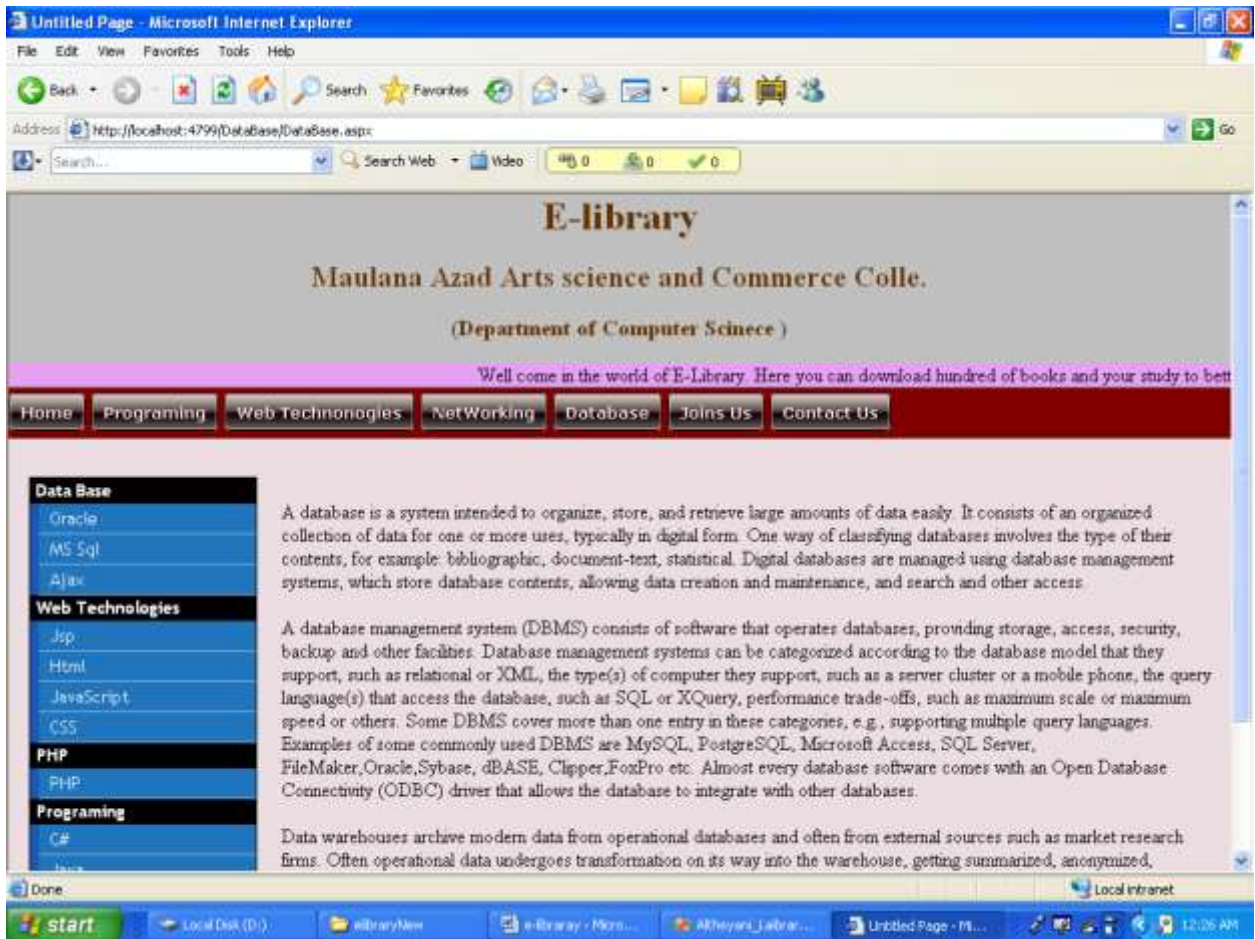 Untitled Page - Microsoft Internet Explorer
File Edit View Favorites Tools Help
Back Search Favorites
Address http://localhost:4799/DataBase/DataBase.aspx Go
Search... Search Web Video 0 0 0
E-library
Maulana Azad Arts science and Commerce Colle.
(Department of Computer Scinece )
Well come in the world of E-Library. Here you can download hundred of books and your study to bett
Home Programing Web Technonogies NetWorking Database Joins Us Contact Us
Data Base
Oracle
MS Sql
Ajax
Web Technologies
Jsp
Html
JavaScript
CSS
PHP
PHP
Programing
C#
Java
A database is a system intended to organize, store, and retrieve large amounts of data easily. It consists of an organized
collection of data for one or more uses, typically in digital form. One way of classifying databases involves the type of their
contents, for example: bibliographic, document-text, statistical. Digital databases are managed using database management
systems, which store database contents, allowing data creation and maintenance, and search and other access.
A database management system (DBMS) consists of software that operates databases, providing storage, access, security,
backup and other facilities. Database management systems can be categorized according to the database model that they
support, such as relational or XML, the type(s) of computer they support, such as a server cluster or a mobile phone, the query
language(s) that access the database, such as SQL or XQuery, performance trade-offs, such as maximum scale or maximum
speed or others. Some DBMS cover more than one entry in these categories, e.g., supporting multiple query languages.
Examples of some commonly used DBMS are MySQL, PostgreSQL, Microsoft Access, SQL Server,
FileMaker,Oracle,Sybase, dBASE, Clipper,FoxPro etc. Almost every database software comes with an Open Database
Connectivity (ODBC) driver that allows the database to integrate with other databases.
Data warehouses archive modern data from operational databases and often from external sources such as market research
firms. Often operational data undergoes transformation on its way into the warehouse, getting summarized, anonymized,
Done Local intranet
start Local Disk (D:) elibraryNew e-libraray - Micro... Untitled Page - Mi... 12:06 AM